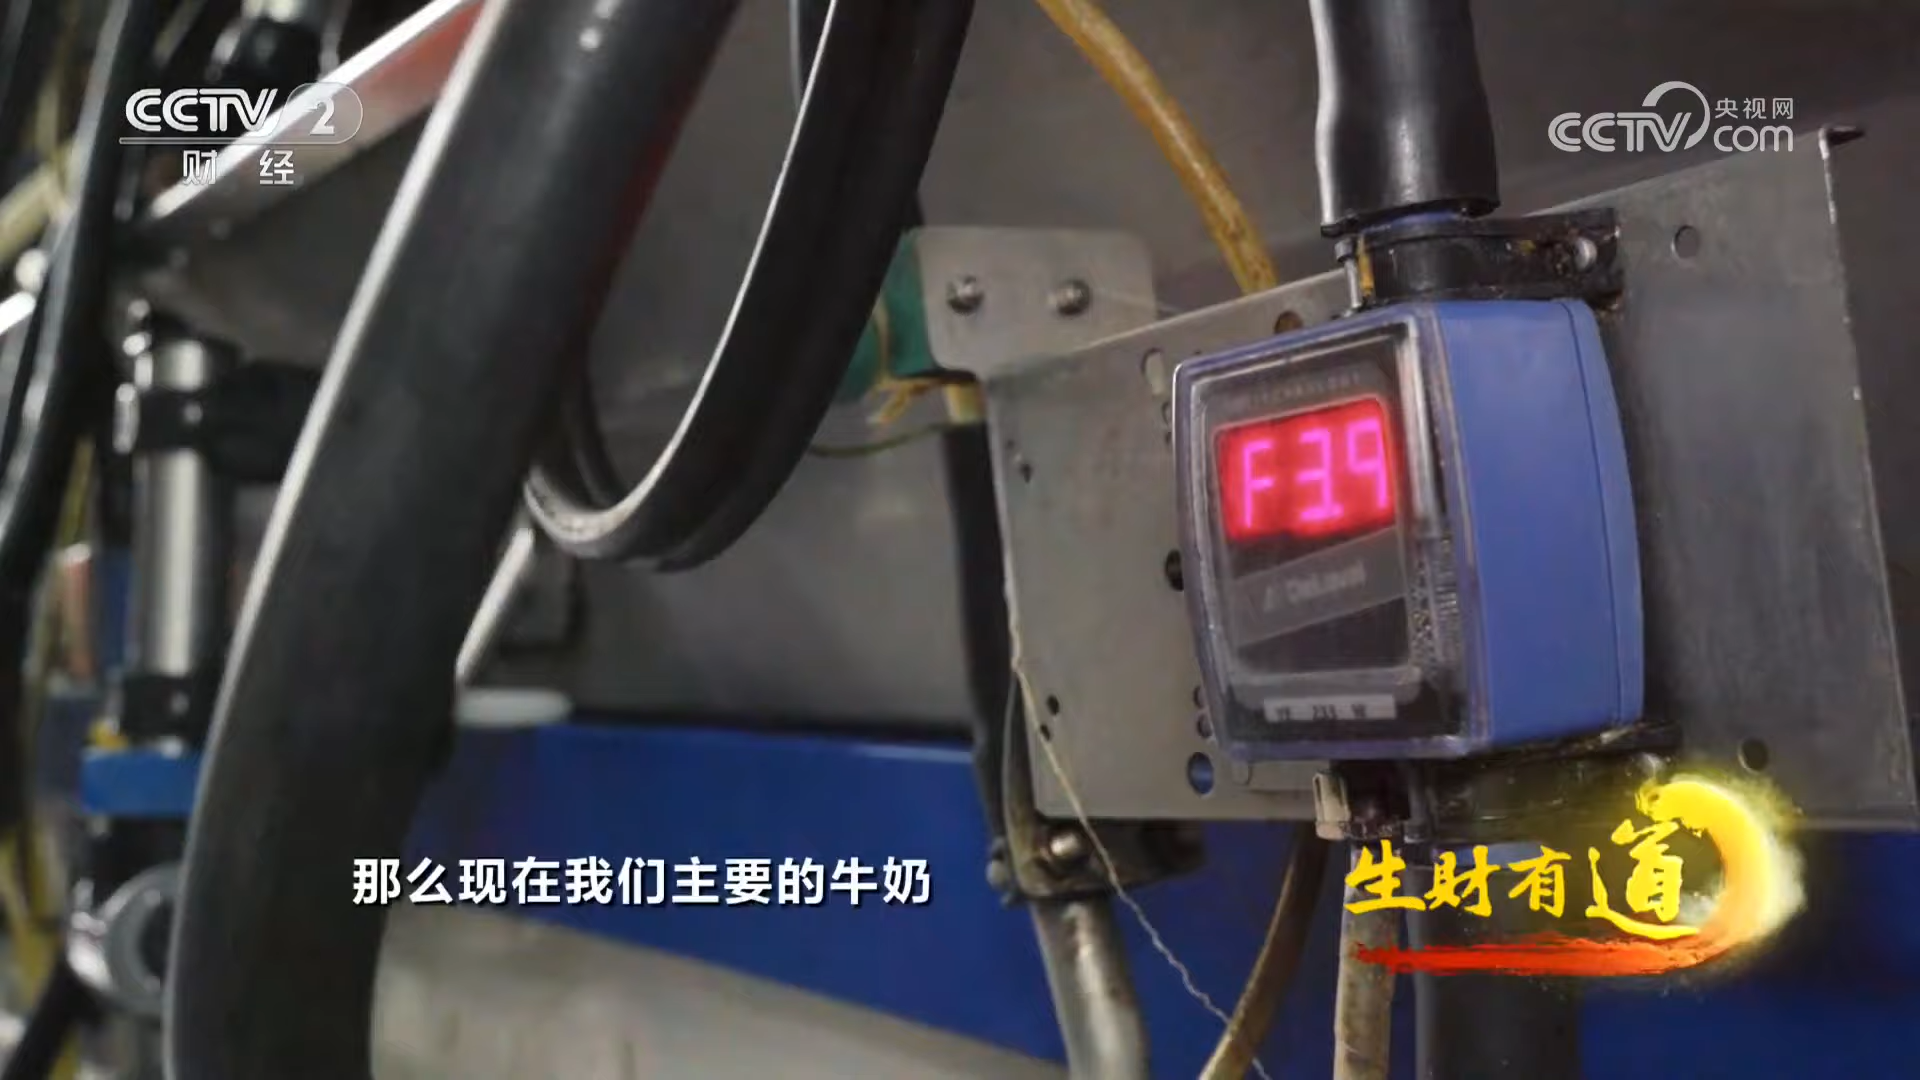 CCTV 2
财 经
央视网
CCTV.com
F3.9
DeLaval
那么现在我们主要的牛奶
生财有道